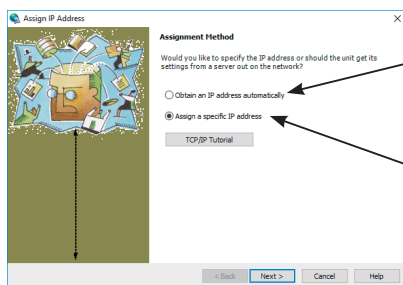 Assign IP Address
Assignment Method
Would you like to specify the IP address or should the unit get its
settings from a server out on the network?
Obtain an IP address automatically
Assign a specific IP address
TCP/IP Tutorial
< Back
Next >
Cancel
Help